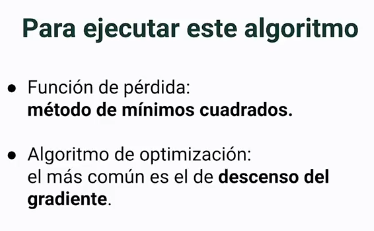 Para ejecutar este algoritmo
● Función de pérdida:
método de mínimos cuadrados.
● Algoritmo de optimización:
el más común es el de descenso del
gradiente.